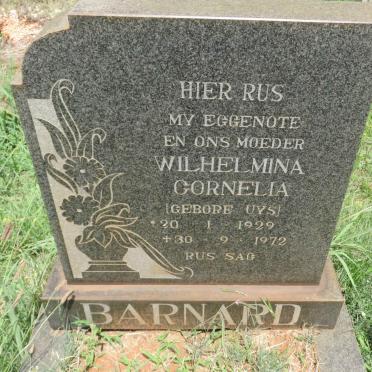 HIER RUS
MY EGGENOTE
EN ONS MOEDER
WILHELMINA
CORNELIA
[GEBORE UYS]
*20 - 1 - 1929
+30 - 9 - 1972
RUS SAG
BARNARD